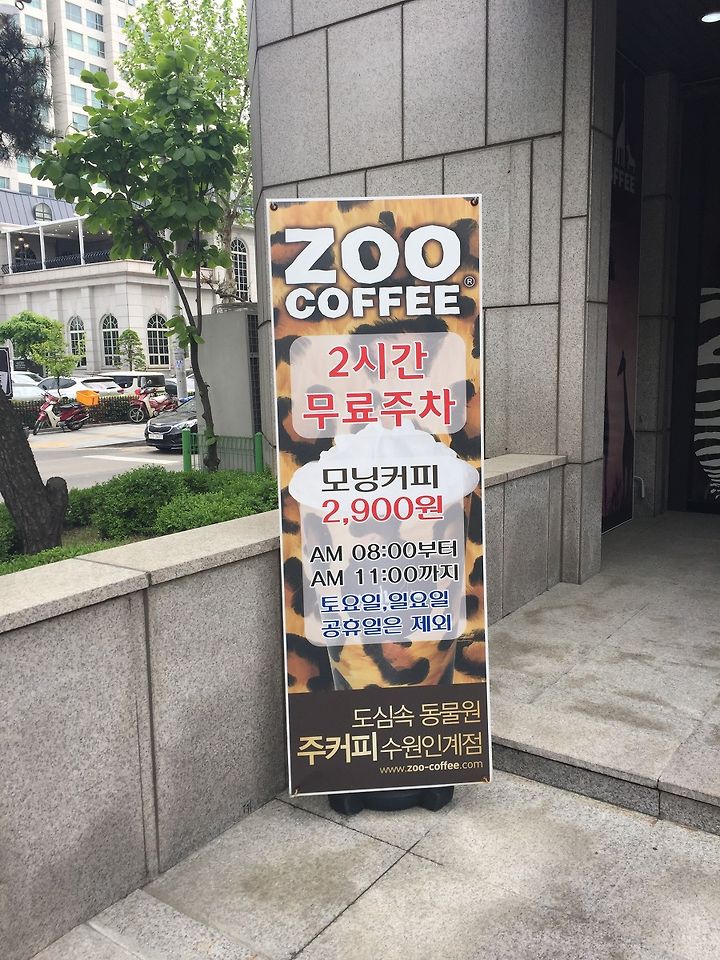 ZOO
COFFEE®
2시간
무료주차
모닝커피
2,900원
AM 08:00부터
AM 11:00까지
토요일,일요일
공휴일은 제외
도심속 동물원
주커피 수원인계점
www.zoo-coffee.com
FFEE